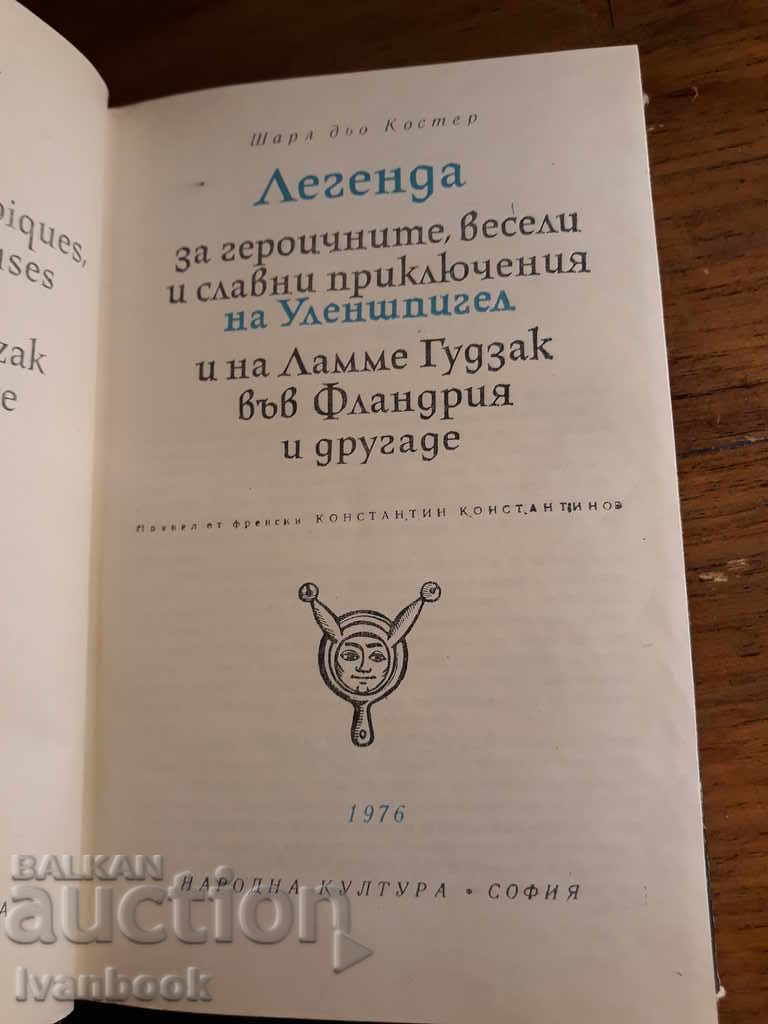 piques,
uses
zak
e
Шарл дьо Костер
Легенда
за героичните, весели
и славни приключения
на Уленшпигел
и на Ламме Гудзак
във Фландрия
и другаде
Превел от френски КОНСТАНТИН КОНСТАНТИНОВ
1976
НАРОДНА КУЛТУРА • СОФИЯ
BALKAN
auction
Ivanbook